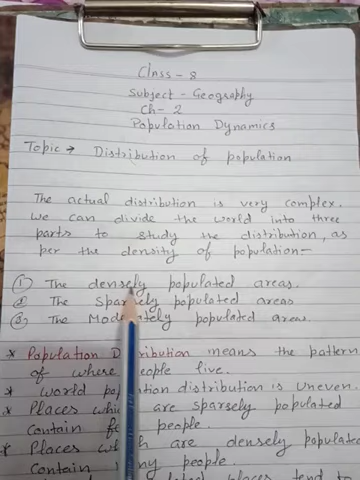 Class - 8
Subject - Geography
Ch - 2
Population Dynamics
Topic → Distribution of population
The actual distribution is very complex.
We can divide the world into three
parts to study the distribution, as
per the density of population -
① The densely populated areas.
② The sparsely populated areas
③ The Moderately populated areas.
* Population Distribution means the pattern
of where people live.
* world population distribution is uneven.
* Places which are sparsely populated
contain few people.
* Places which are densely populated
contain many people.
places tend to